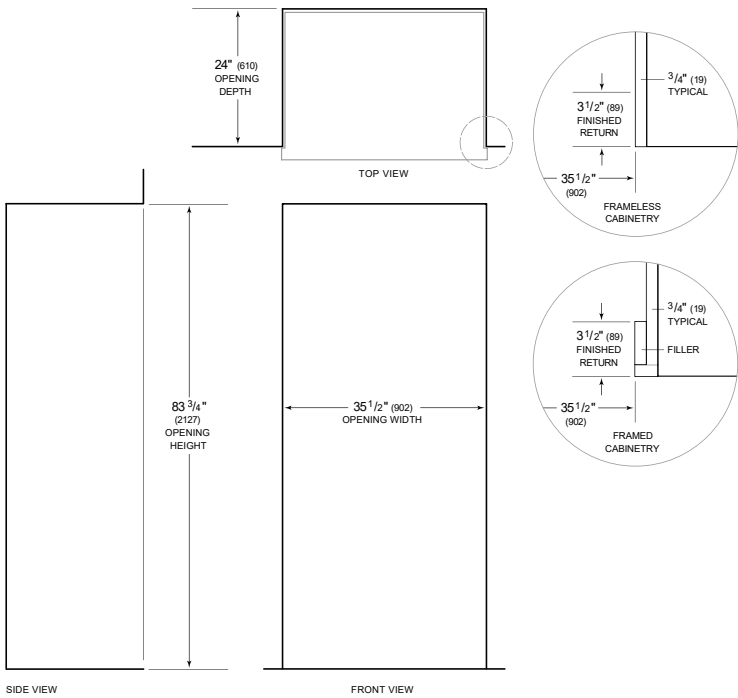 24" (610)
OPENING
DEPTH
TOP VIEW
3/4" (19)
TYPICAL
3 1/2" (89)
FINISHED
RETURN
35 1/2"
(902)
FRAMELESS
CABINETRY
3/4" (19)
TYPICAL
3 1/2" (89)
FINISHED
RETURN
FILLER
35 1/2"
(902)
FRAMED
CABINETRY
83 3/4"
(2127)
OPENING
HEIGHT
35 1/2" (902)
OPENING WIDTH
SIDE VIEW
FRONT VIEW